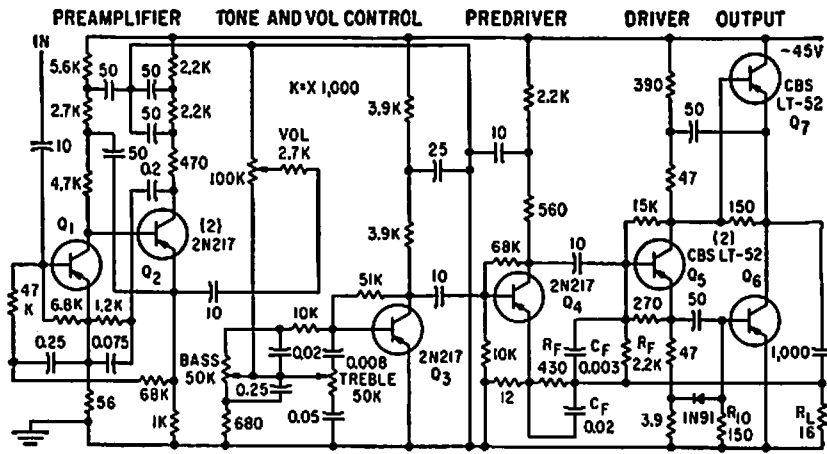 PREAMPLIFIER TONE AND VOL CONTROL PREDRIVER DRIVER OUTPUT
IN
-45V
5.6K
50
50
2.2K
K=X 1,000
3.9K
2.2K
390
CBS
LT-52
Q7
2.7K
50
2.2K
VOL
2.7K
10
50
10
50
0.2
470
100K
25
4.7K
560
47
Q1
Q2
(2)
2N217
3.9K
15K
150
(2)
CBS LT-52
Q5
Q6
68K
10
2N217
Q4
47
K
6.8K
1.2K
10
51K
10
10K
2N217
Q3
270
50
0.25
0.075
BASS
50K
0.02
0.008
TREBLE
50K
0.25
10K
RF
430
CF
0.003
RF
2.2K
47
1,000
68K
12
56
1K
680
0.05
CF
0.02
1N91
3.9
R10
150
RL
16